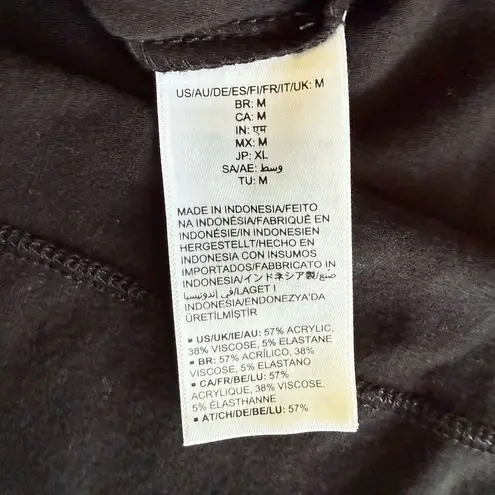 US/AU/DE/ES/FI/FR/IT/UK: M
BR: M
CA: M
IN: एम
MX: M
JP: XL
SA/AE: وسط
TU: M
MADE IN INDONESIA/FEITO
NA INDONÉSIA/FABRIQUÉ EN
INDONÉSIE/IN INDONESIEN
HERGESTELLT/HECHO EN
INDONESIA CON INSUMOS
IMPORTADOS/FABBRICATO IN
INDONESIA/インドネシア製/صنع
في إندونيسيا/LAGET I
INDONESIA/ENDONEZYA'DA
ÜRETİLMİŞTİR
▪ US/UK/IE/AU: 57% ACRYLIC,
38% VISCOSE, 5% ELASTANE
▪ BR: 57% ACRÍLICO, 38%
VISCOSE, 5% ELASTANE
▪ CA/FR/BE/LU: 57%
ACRYLIQUE, 38% VISCOSE,
5% ÉLASTHANNE
▪ AT/CH/DE/BE/LU: 57%